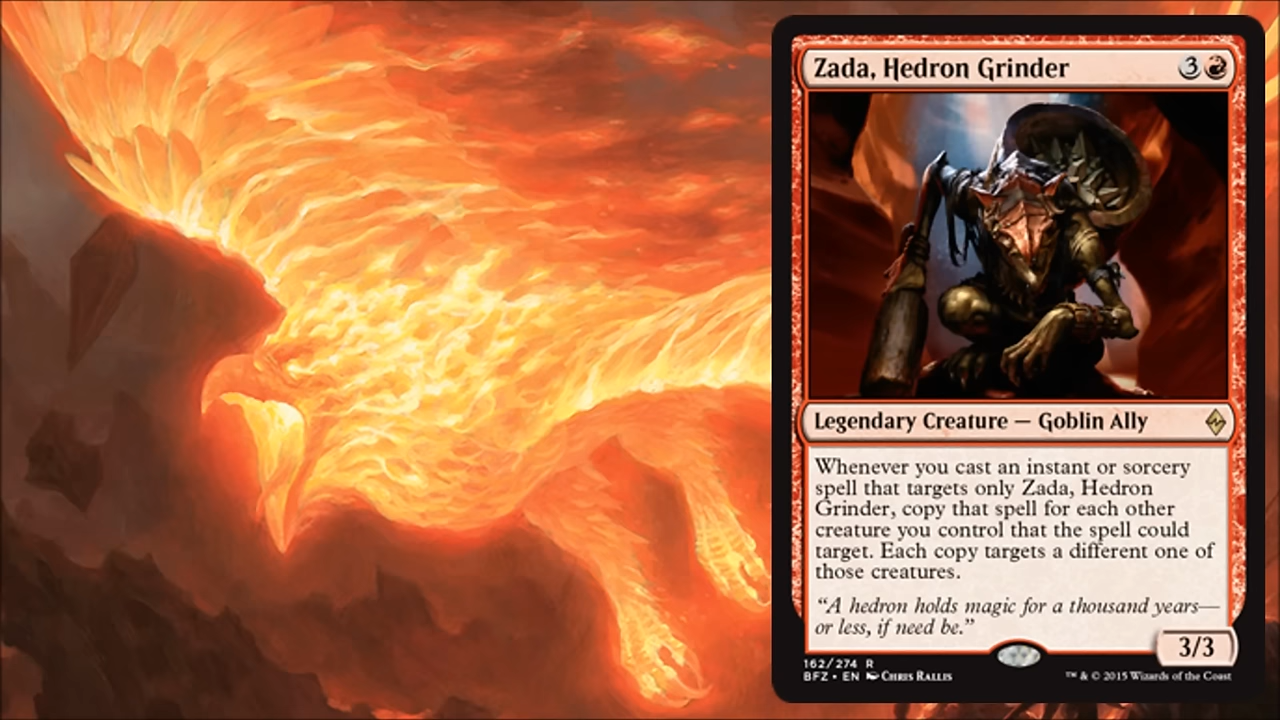 Zada, Hedron Grinder 3
Legendary Creature — Goblin Ally
Whenever you cast an instant or sorcery
spell that targets only Zada, Hedron
Grinder, copy that spell for each other
creature you control that the spell could
target. Each copy targets a different one of
those creatures.
“A hedron holds magic for a thousand years—
or less, if need be.”
3/3
162/274 R
BFZ • EN CHRIS RALLIS
™ & © 2015 Wizards of the Coast